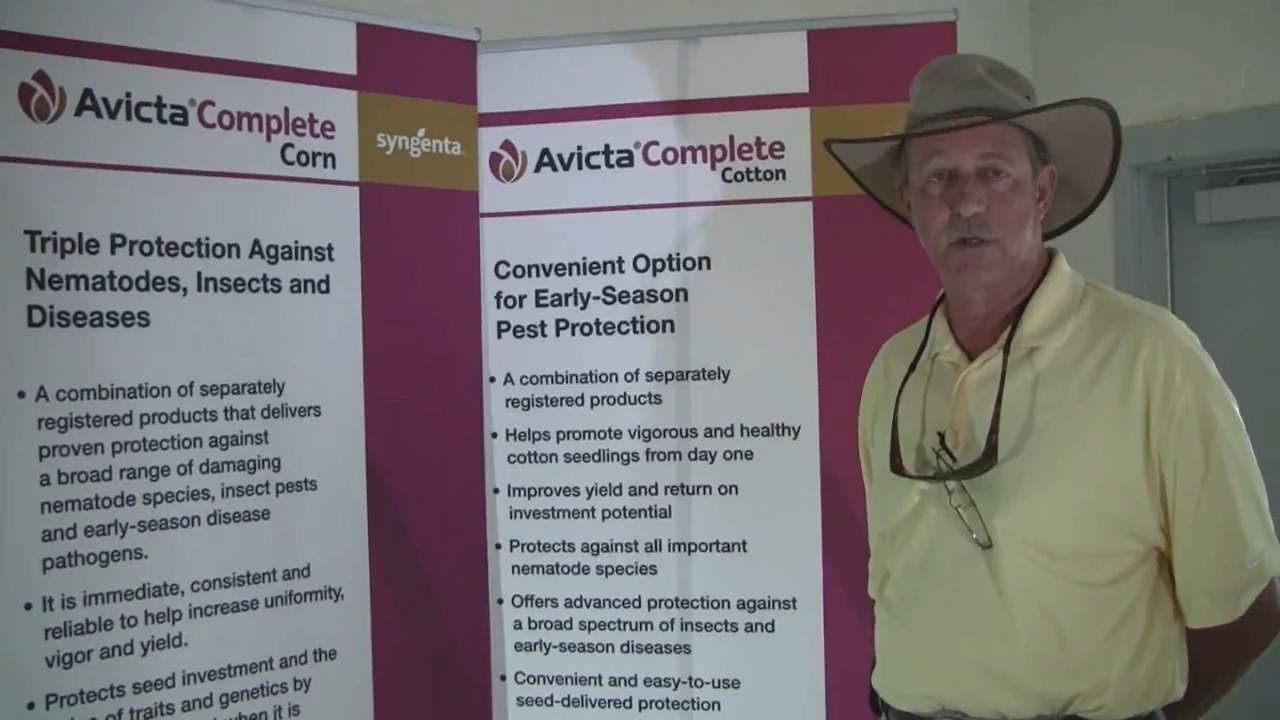 Avicta® Complete
Corn
syngenta
Triple Protection Against
Nematodes, Insects and
Diseases
• A combination of separately
registered products that delivers
proven protection against
a broad range of damaging
nematode species, insect pests
and early-season disease
pathogens.
• It is immediate, consistent and
reliable to help increase uniformity,
vigor and yield.
• Protects seed investment and the
of traits and genetics by
when it is
Avicta® Complete
Cotton
Convenient Option
for Early-Season
Pest Protection
• A combination of separately
registered products
• Helps promote vigorous and healthy
cotton seedlings from day one
• Improves yield and return on
investment potential
• Protects against all important
nematode species
• Offers advanced protection against
a broad spectrum of insects and
early-season diseases
• Convenient and easy-to-use
seed-delivered protection